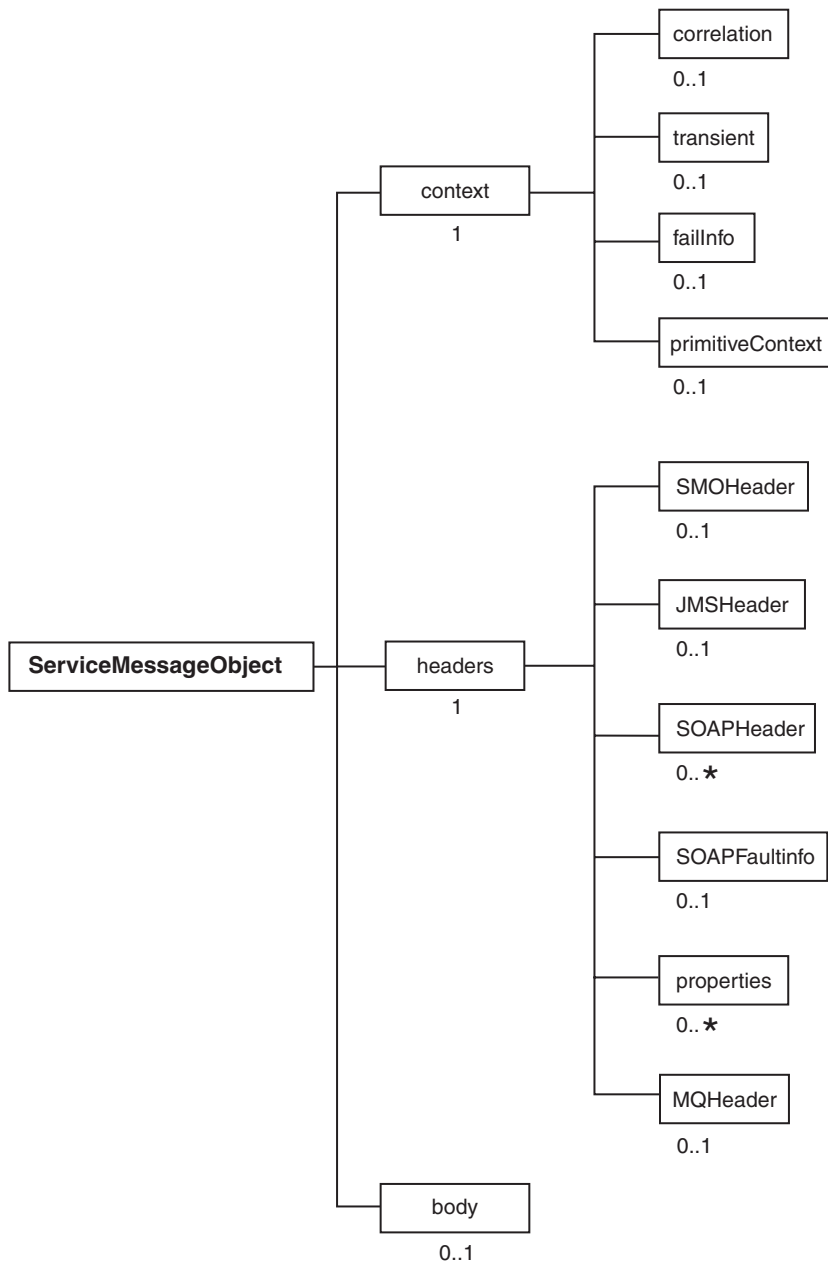 correlation
0..1
transient
0..1
context
1
failInfo
0..1
primitiveContext
0..1
SMOHeader
0..1
JMSHeader
0..1
ServiceMessageObject
headers
1
SOAPHeader
0..*
SOAPFaultinfo
0..1
properties
0..*
MQHeader
0..1
body
0..1